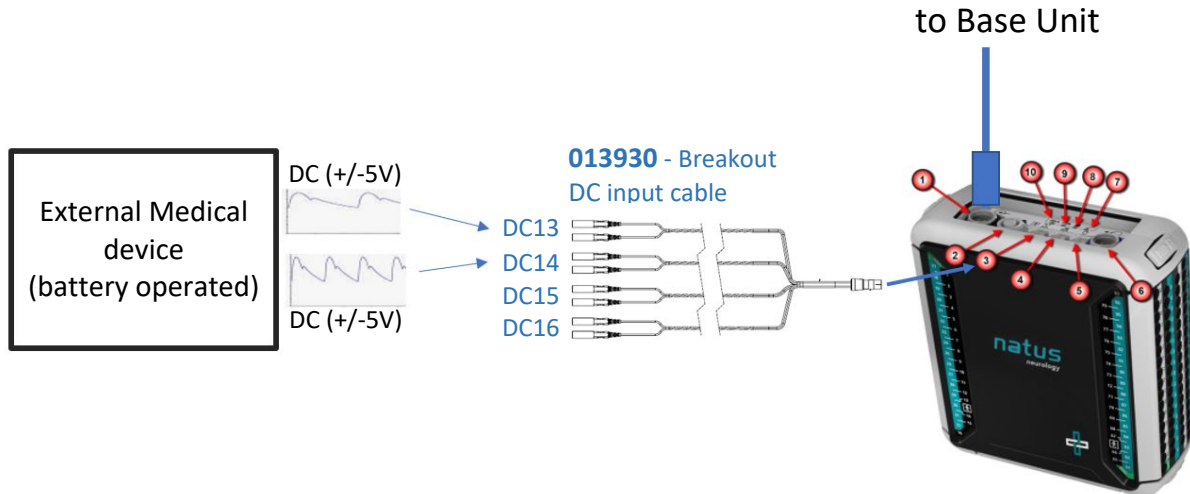 to Base Unit
External Medical
device
(battery operated)
DC (+/-5V)
DC (+/-5V)
013930 - Breakout
DC input cable
DC13
DC14
DC15
DC16
1
10
9
8
7
2
3
4
5
6
natus
neurology